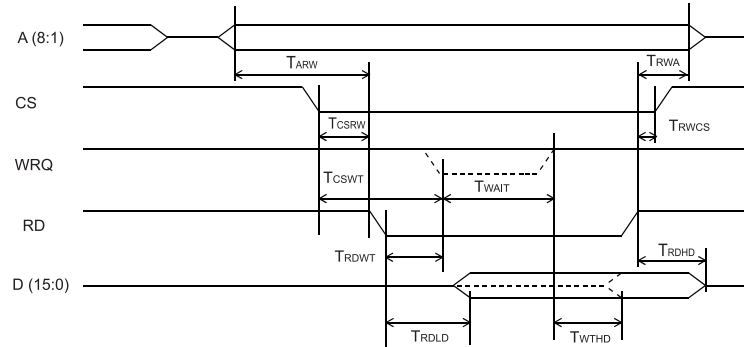 A (8:1)
TARW
TRWA
CS
TCSRW
TRWCS
WRQ
TCSWT
TWAIT
RD
TRDWT
TRDHD
D (15:0)
TRDLD
TWTHD